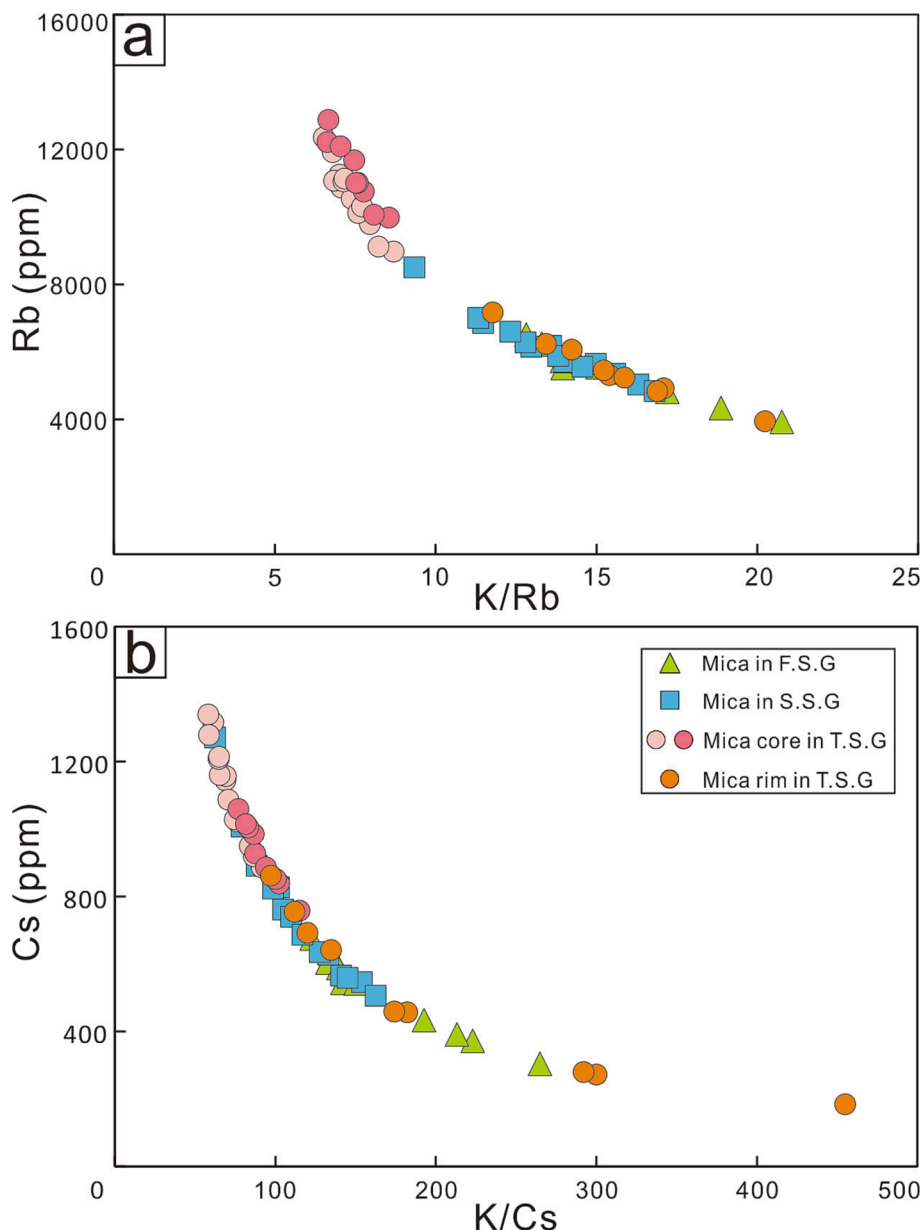 a
16000
12000
8000
4000
Rb (ppm)
0
5
10
15
20
25
K/Rb
b
1600
1200
800
400
Cs (ppm)
Mica in F.S.G
Mica in S.S.G
Mica core in T.S.G
Mica rim in T.S.G
0
100
200
300
400
500
K/Cs